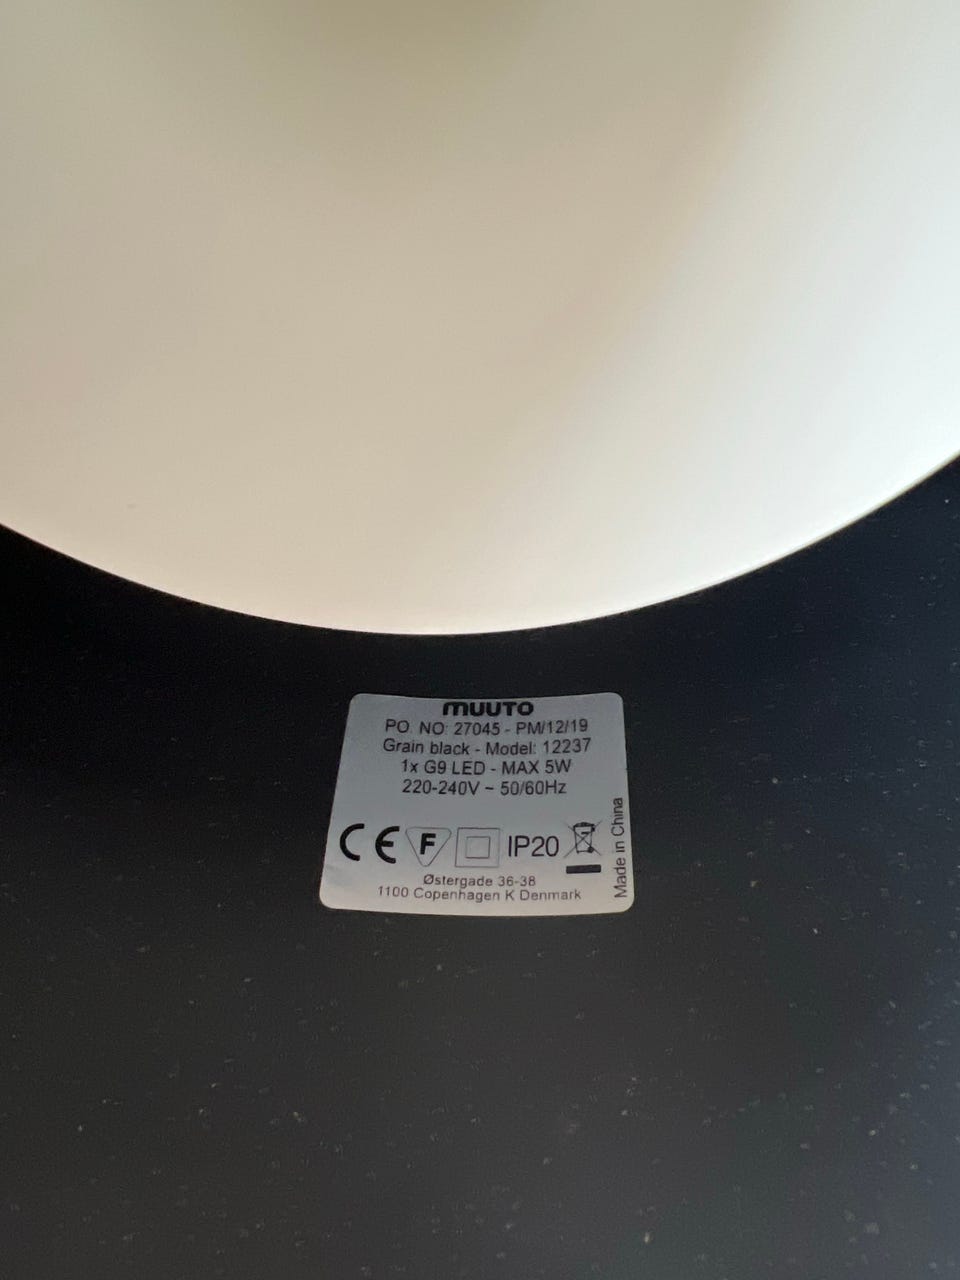 muuto
PO. NO: 27045 - PM/12/19
Grain black - Model: 12237
1x G9 LED - MAX 5W
220-240V ~ 50/60Hz
CE F IP20
Østergade 36-38
1100 Copenhagen K Denmark
Made in China